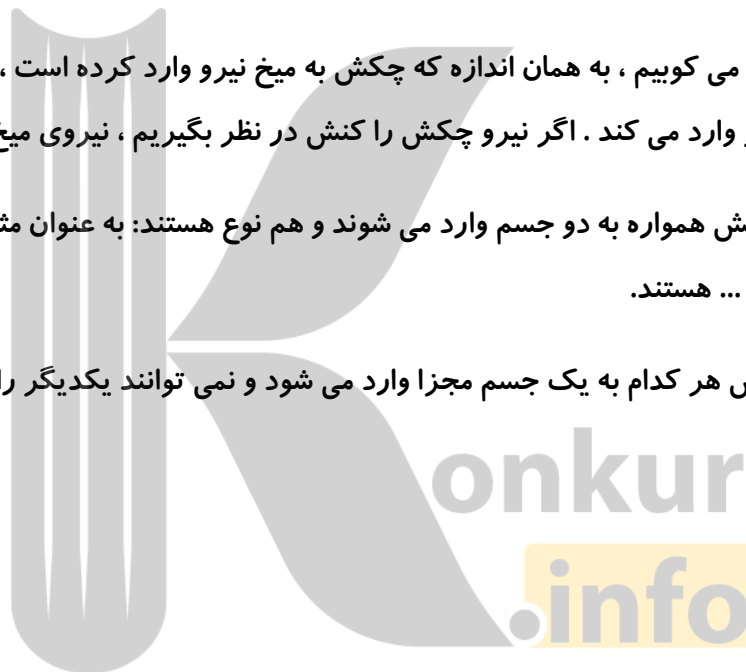 می کوبیم ، به همان اندازه که چکش به میخ نیرو وارد کرده است ،
وارد می کند . اگر نیرو چکش را کنش در نظر بگیریم ، نیروی میخ
همواره به دو جسم وارد می شوند و هم نوع هستند: به عنوان
... هستند.
هر کدام به یک جسم مجزا وارد می شود و نمی توانند یکدیگر را
onkur
.info